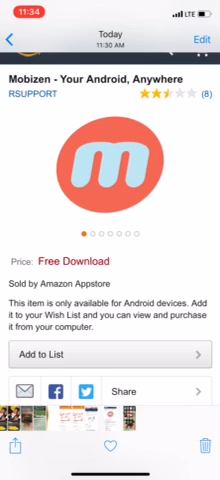 11:34
LTE
Today
11:30 AM
Edit
Mobizen - Your Android, Anywhere
RSUPPORT
(8)
m
Price: Free Download
Sold by Amazon Appstore
This item is only available for Android devices. Add
it to your Wish List and you can view and purchase
it from your computer.
Add to List
Share